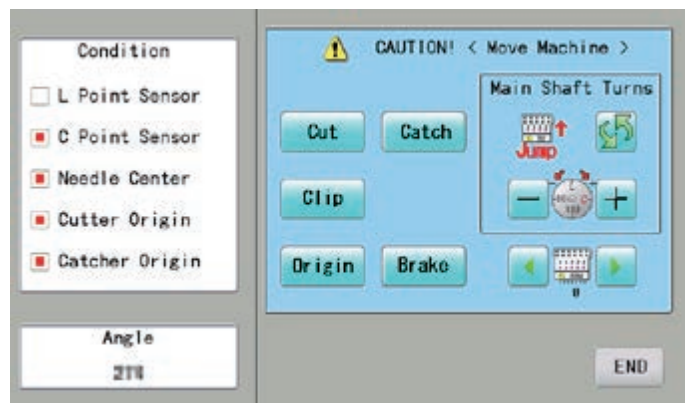 Condition
L Point Sensor
C Point Sensor
Needle Center
Cutter Origin
Catcher Origin
Angle
CAUTION! < Move Machine >
Main Shaft Turns
Cut
Catch
Jump
Clip
Origin
Brake
END